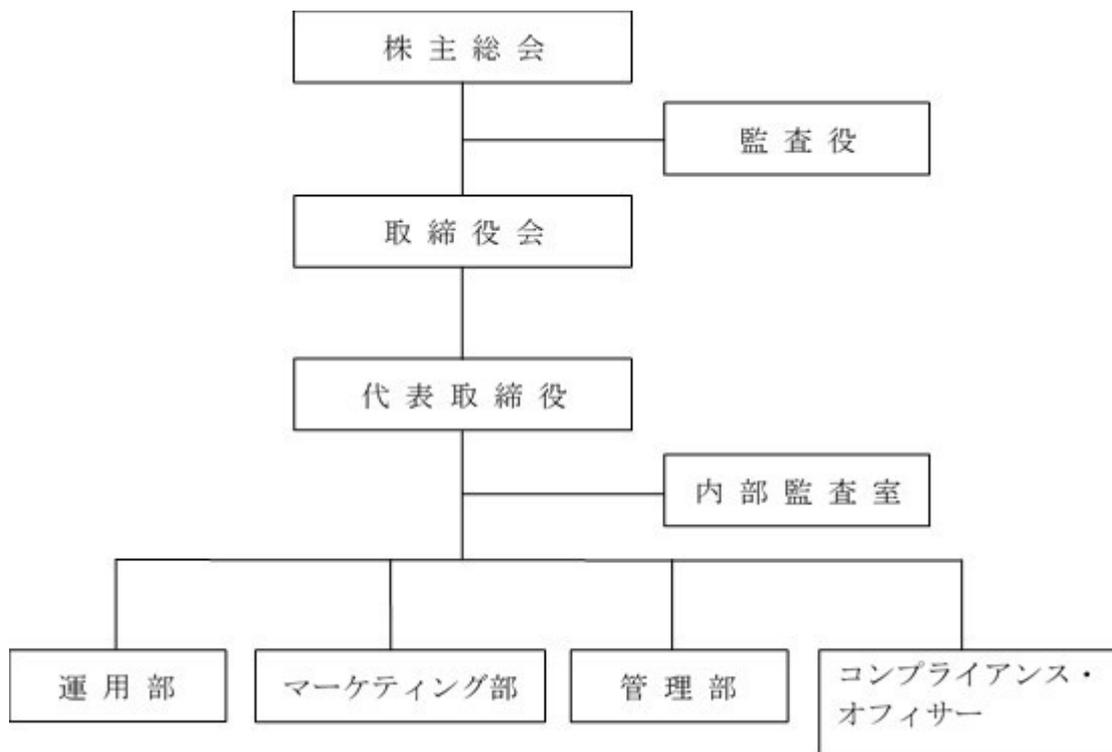 株主総会
監査役
取締役会
代表取締役
内部監査室
運用部
マーケティング部
管理部
コンプライアンス・
オフィサー